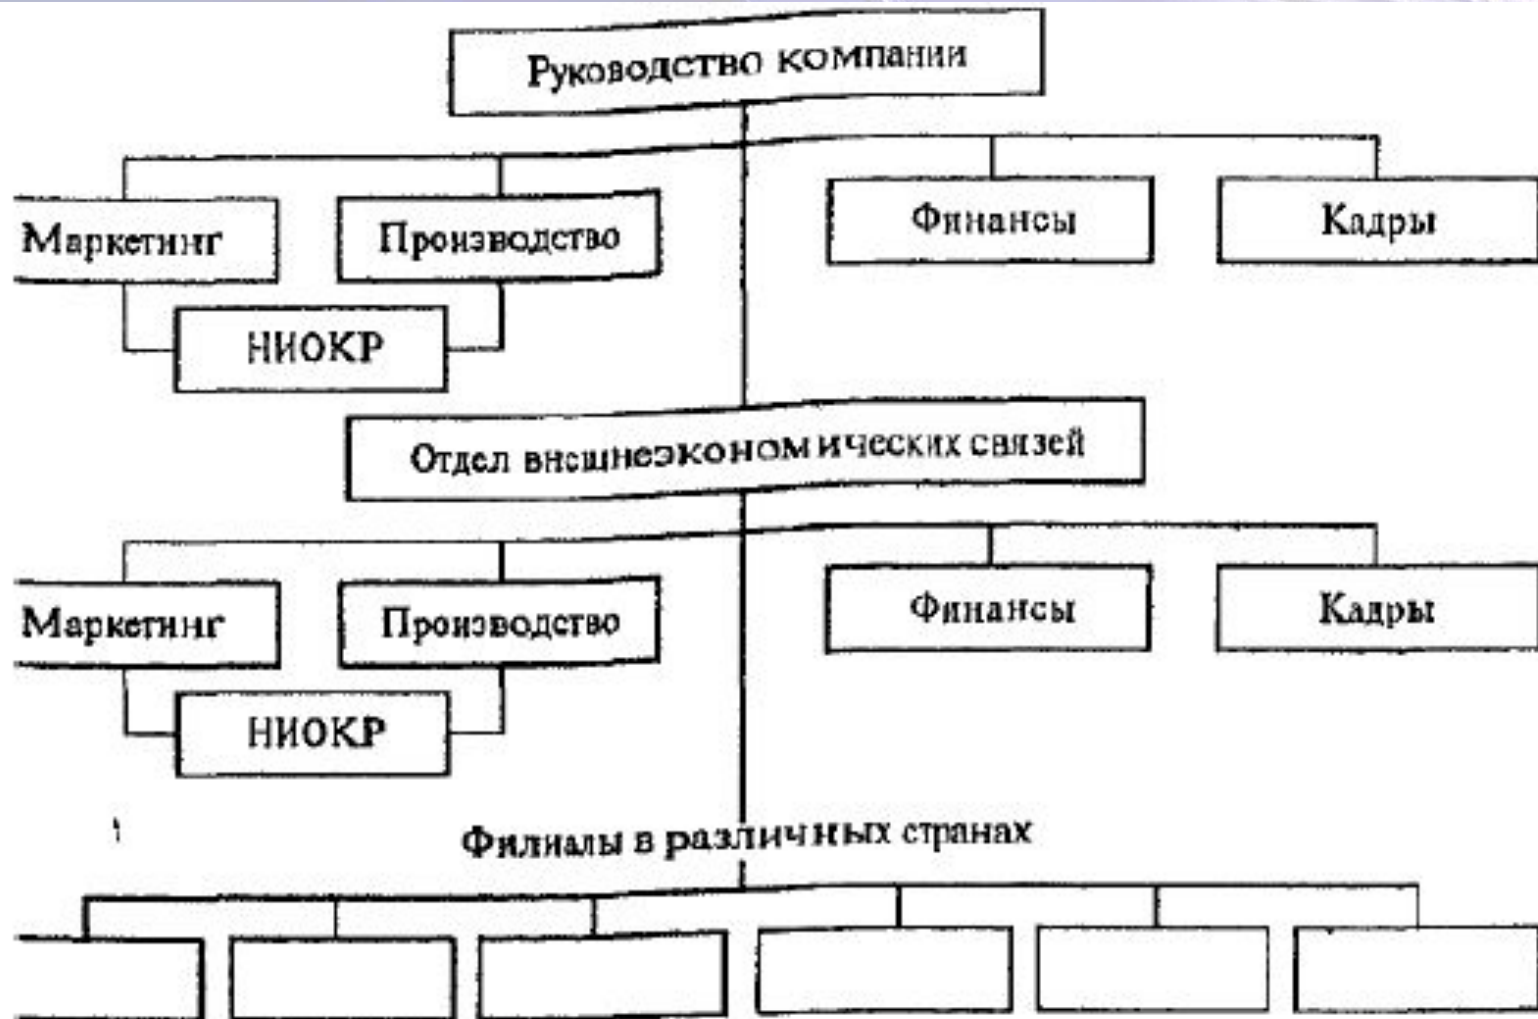 Руководство компании
Маркетинг
Производство
Финансы
Кадры
НИОКР
Отдел внешнеэкономических связей
Маркетинг
Производство
Финансы
Кадры
НИОКР
Филиалы в различных странах